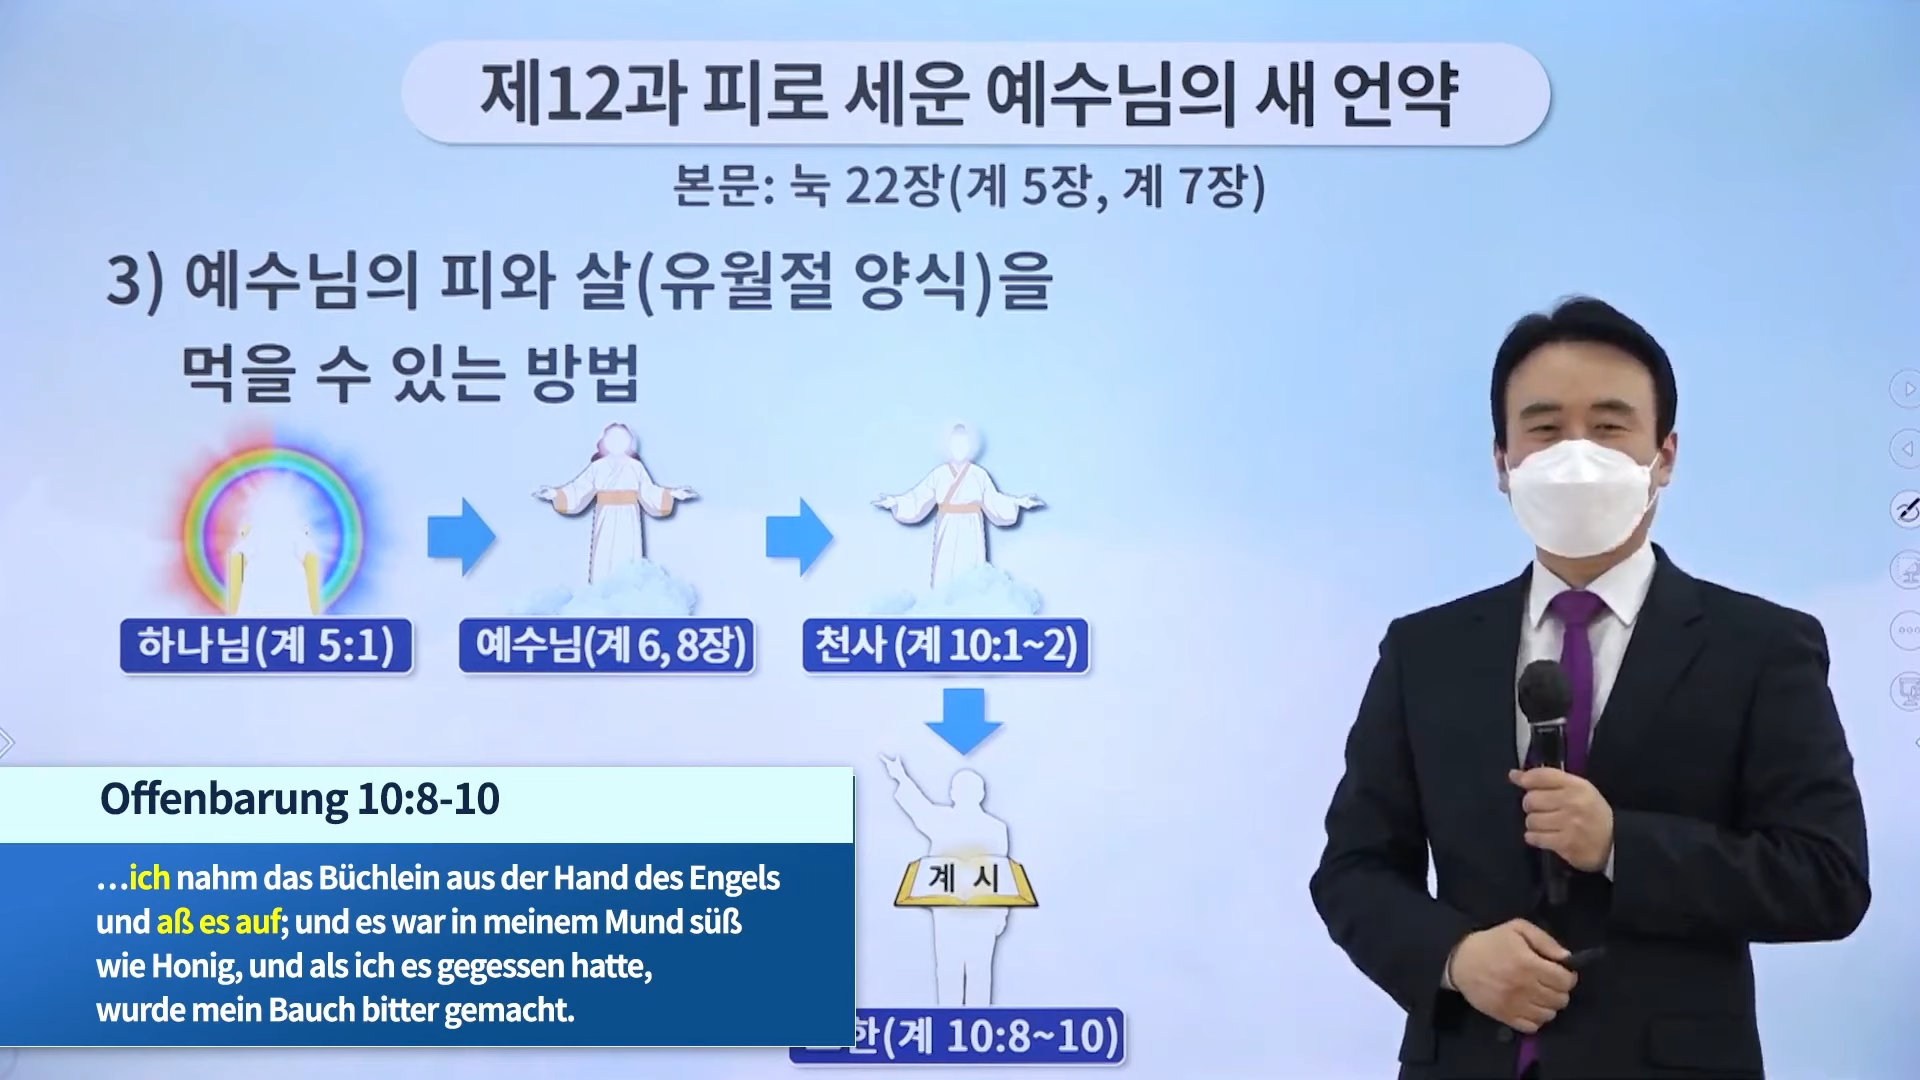 제12과 피로 세운 예수님의 새 언약
본문: 눅 22장(계 5장, 계 7장)
3) 예수님의 피와 살(유월절 양식)을
먹을 수 있는 방법
하나님(계 5:1)
예수님(계 6, 8장)
천사 (계 10:1~2)
계 시
한(계 10:8~10)
Offenbarung 10:8-10
…ich nahm das Büchlein aus der Hand des Engels
und aß es auf; und es war in meinem Mund süß
wie Honig, und als ich es gegessen hatte,
wurde mein Bauch bitter gemacht.